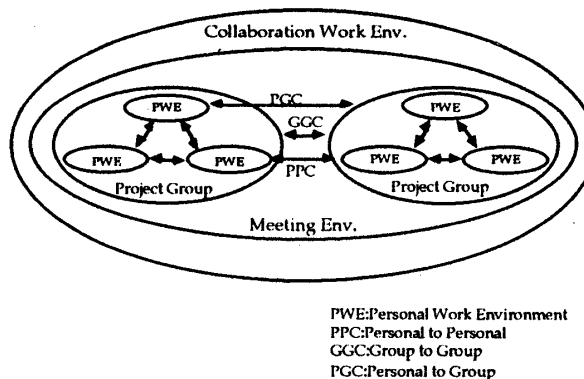 Collaboration Work Env.
PWE
PGC
PWE
GGC
PWE
PWE
PPC
PWE
PWE
Project Group
Project Group
Meeting Env.
PWE:Personal Work Environment
PPC:Personal to Personal
GGC:Group to Group
PGC:Personal to Group